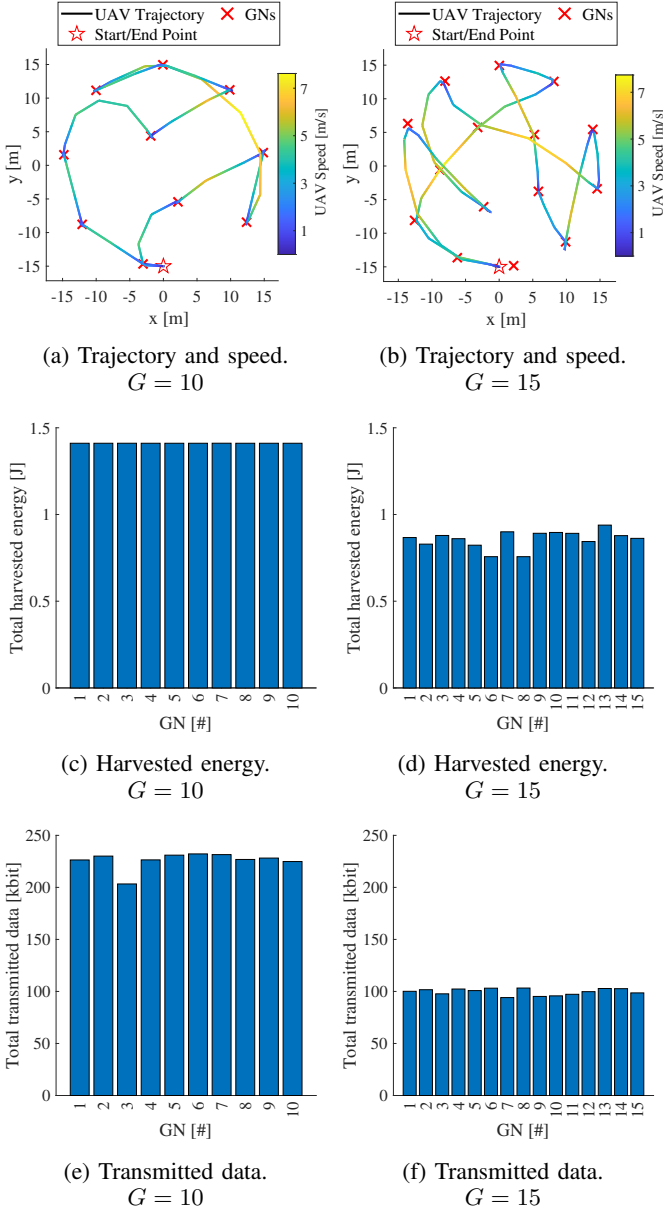 UAV Trajectory GNs
Start/End Point
15
10
5
0
-5
-10
-15
y [m]
-15 -10 -5 0 5 10 15
x [m]
7
5
3
1
UAV Speed [m/s]
(a) Trajectory and speed.
G = 10
UAV Trajectory GNs
Start/End Point
15
10
5
0
-5
-10
-15
y [m]
-15 -10 -5 0 5 10 15
x [m]
7
5
3
1
UAV Speed [m/s]
(b) Trajectory and speed.
G = 15
1.5
1
0.5
0
Total harvested energy [J]
1 2 3 4 5 6 7 8 9 10
GN [#]
(c) Harvested energy.
G = 10
1.5
1
0.5
0
Total harvested energy [J]
1 2 3 4 5 6 7 8 9 10 11 12 13 14 15
GN [#]
(d) Harvested energy.
G = 15
250
200
150
100
50
0
Total transmitted data [kbit]
1 2 3 4 5 6 7 8 9 10
GN [#]
(e) Transmitted data.
G = 10
250
200
150
100
50
0
Total transmitted data [kbit]
1 2 3 4 5 6 7 8 9 10 11 12 13 14 15
GN [#]
(f) Transmitted data.
G = 15